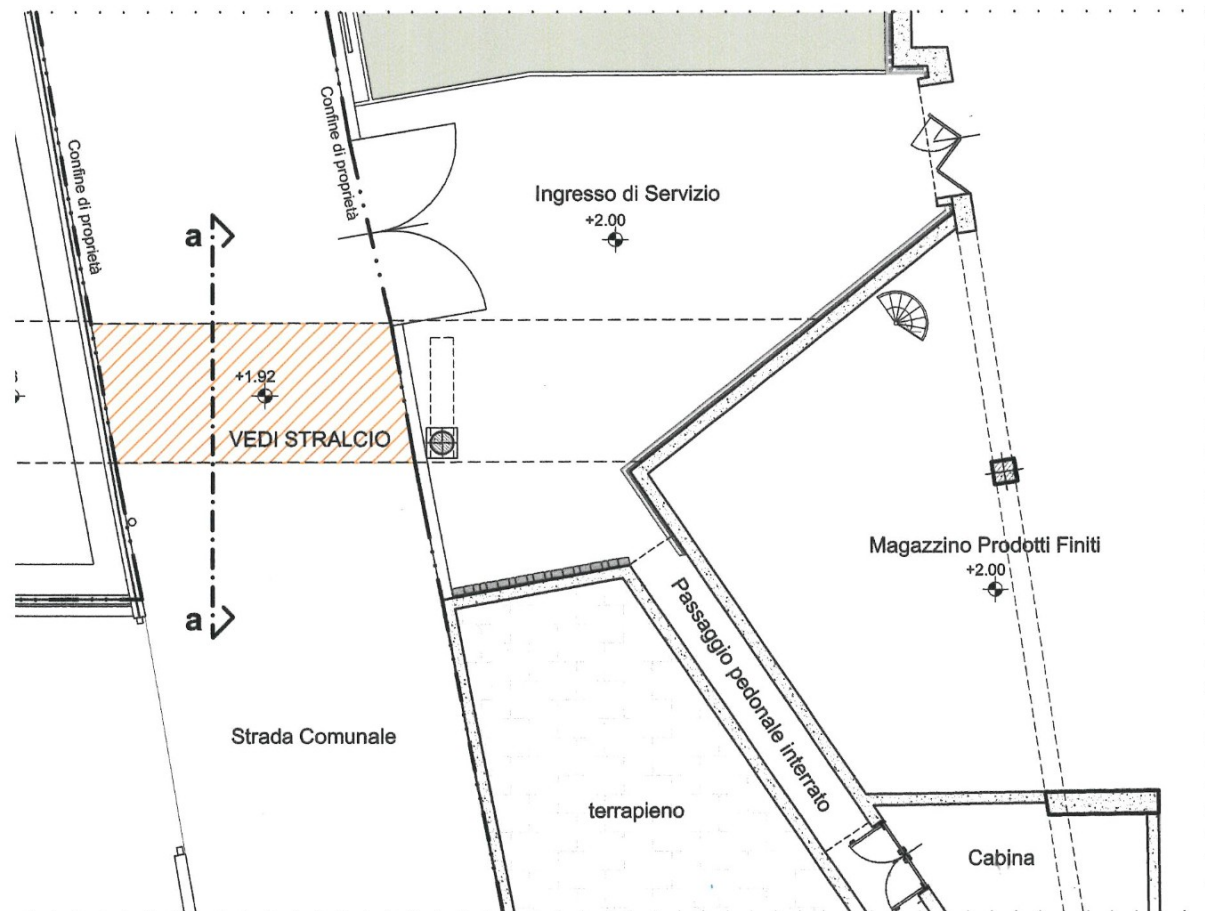 Confine di proprietà
Confine di proprietà
Ingresso di Servizio
+2.00
a
+1.92
VEDI STRALCIO
Magazzino Prodotti Finiti
+2.00
a
Passaggio pedonale interrato
Strada Comunale
terrapieno
Cabina